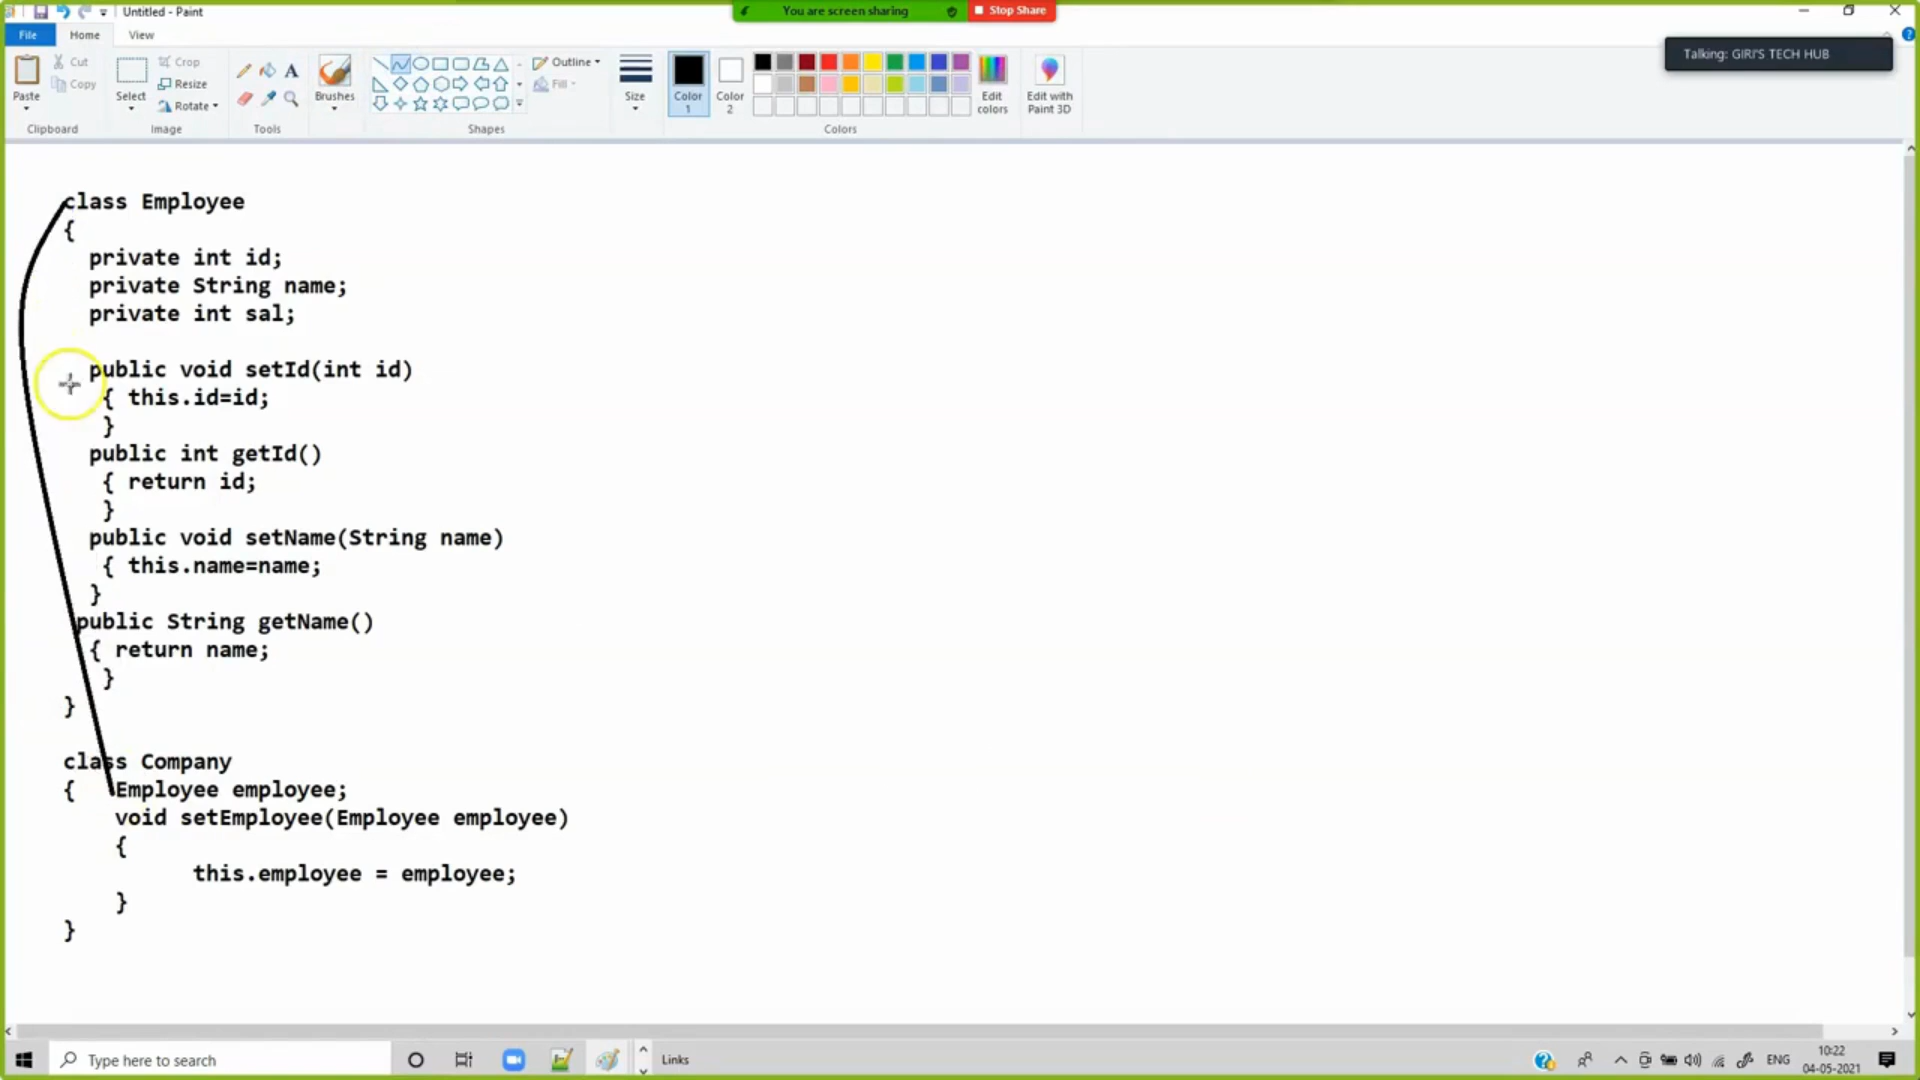 Untitled - Paint
You are screen sharing
Stop Share
File
Home
View
Talking: GIRI'S TECH HUB
Paste
Cut
Copy
Clipboard
Select
Crop
Resize
Rotate
Image
A
Tools
Brushes
Outline
Fill
Shapes
Size
Color 1
Color 2
Edit colors
Edit with Paint 3D
Colors
class Employee
{
private int id;
private String name;
private int sal;
public void setId(int id)
{ this.id=id;
}
public int getId()
{ return id;
}
public void setName(String name)
{ this.name=name;
}
public String getName()
{ return name;
}
}
class Company
{ Employee employee;
void setEmployee(Employee employee)
{
this.employee = employee;
}
}
Type here to search
Links
ENG
10:22
04-05-2021